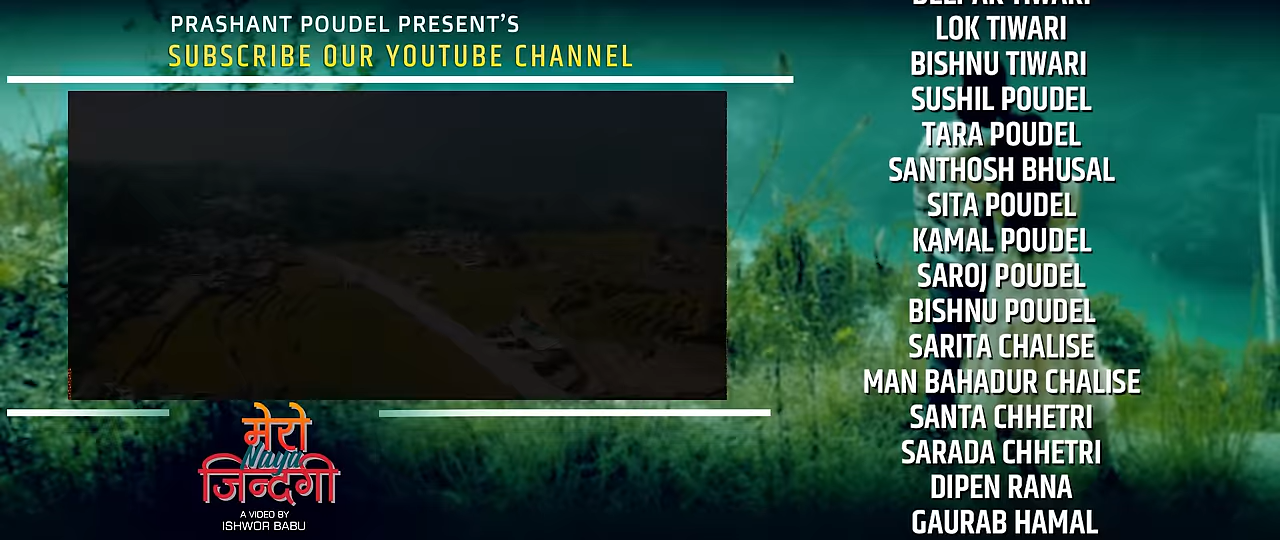 PRASHANT POUDEL PRESENT'S
SUBSCRIBE OUR YOUTUBE CHANNEL
मेरो
Naya
जिन्दगी
A VIDEO BY
ISHWOR BABU
LOK TIWARI
BISHNU TIWARI
SUSHIL POUDEL
TARA POUDEL
SANTHOSH BHUSAL
SITA POUDEL
KAMAL POUDEL
SAROJ POUDEL
BISHNU POUDEL
SARITA CHALISE
MAN BAHADUR CHALISE
SANTA CHHETRI
SARADA CHHETRI
DIPEN RANA
GAURAB HAMAL